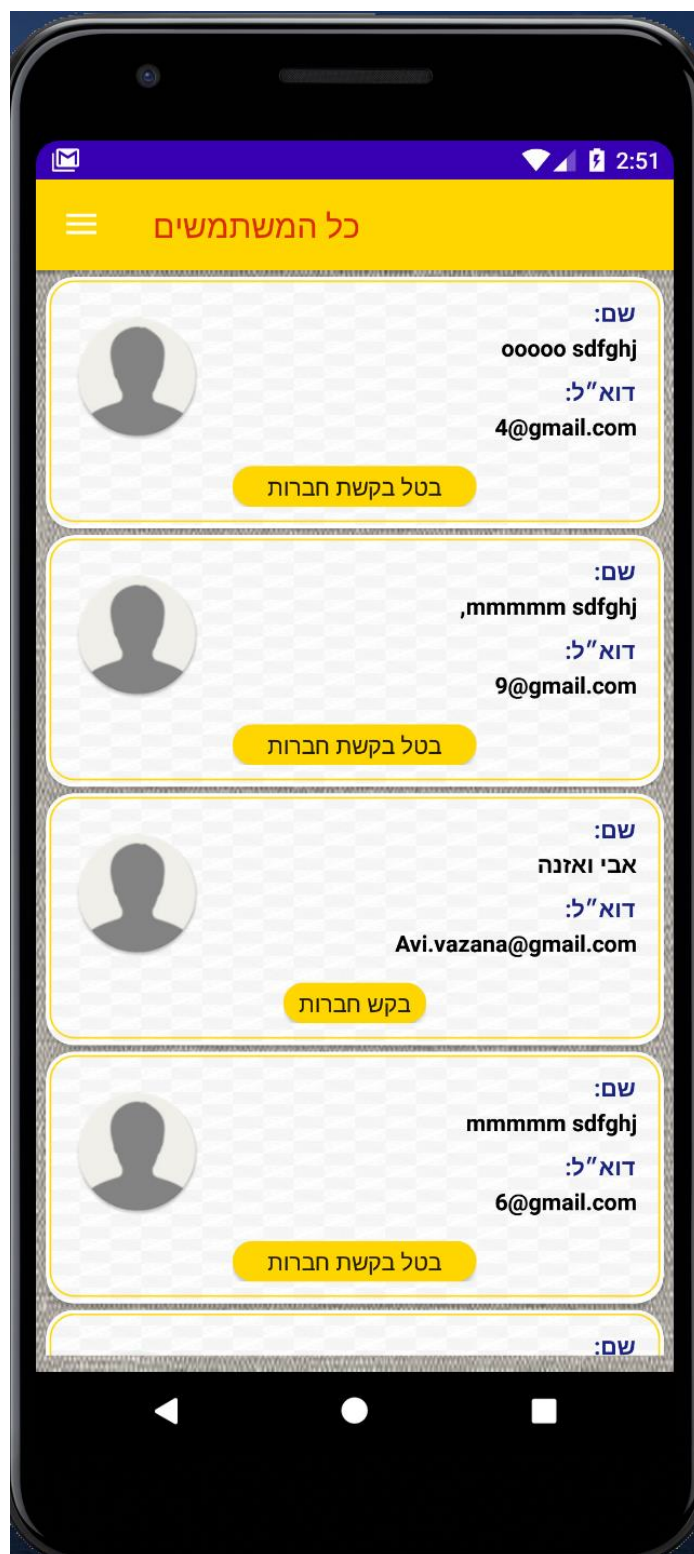 2:51
כל המשתמשים
שם:
ooooo sdfghj
דוא״ל:
4@gmail.com
בטל בקשת חברות
שם:
,mmmmm sdfghj
דוא״ל:
9@gmail.com
בטל בקשת חברות
שם:
אבי ואזנה
דוא״ל:
Avi.vazana@gmail.com
בקש חברות
שם:
mmmmm sdfghj
דוא״ל:
6@gmail.com
בטל בקשת חברות
שם: